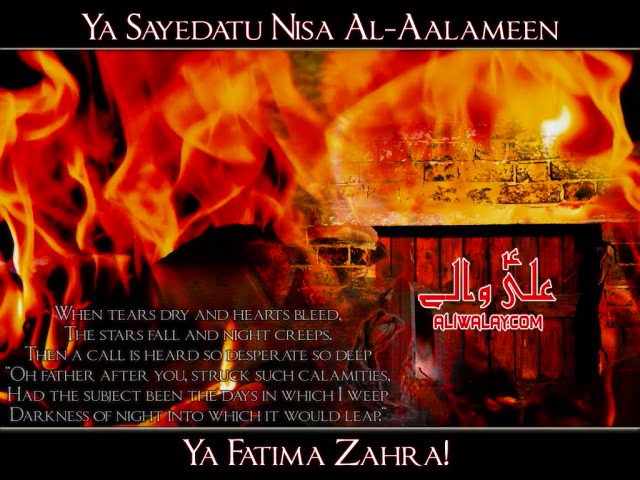 Ya Sayedatu Nisa Al-Aalameen
علیؑ والے
ALIWALAY.COM
When tears dry and hearts bleed,
The stars fall and night creeps.
Then a call is heard so desperate so deep
"Oh father after you, struck such calamities,
Had the subject been the days in which I weep
Darkness of night into which it would leap."
Ya Fatima Zahra!